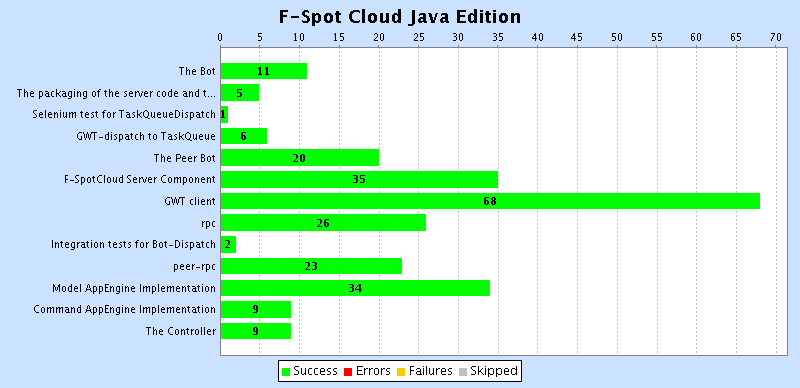 F-Spot Cloud Java Edition
0 5 10 15 20 25 30 35 40 45 50 55 60 65 70
The Bot 11
The packaging of the server code and t... 5
Selenium test for TaskQueueDispatch 1
GWT-dispatch to TaskQueue 6
The Peer Bot 20
F-SpotCloud Server Component 35
GWT client 68
rpc 26
Integration tests for Bot-Dispatch 2
peer-rpc 23
Model AppEngine Implementation 34
Command AppEngine Implementation 9
The Controller 9
Success Errors Failures Skipped